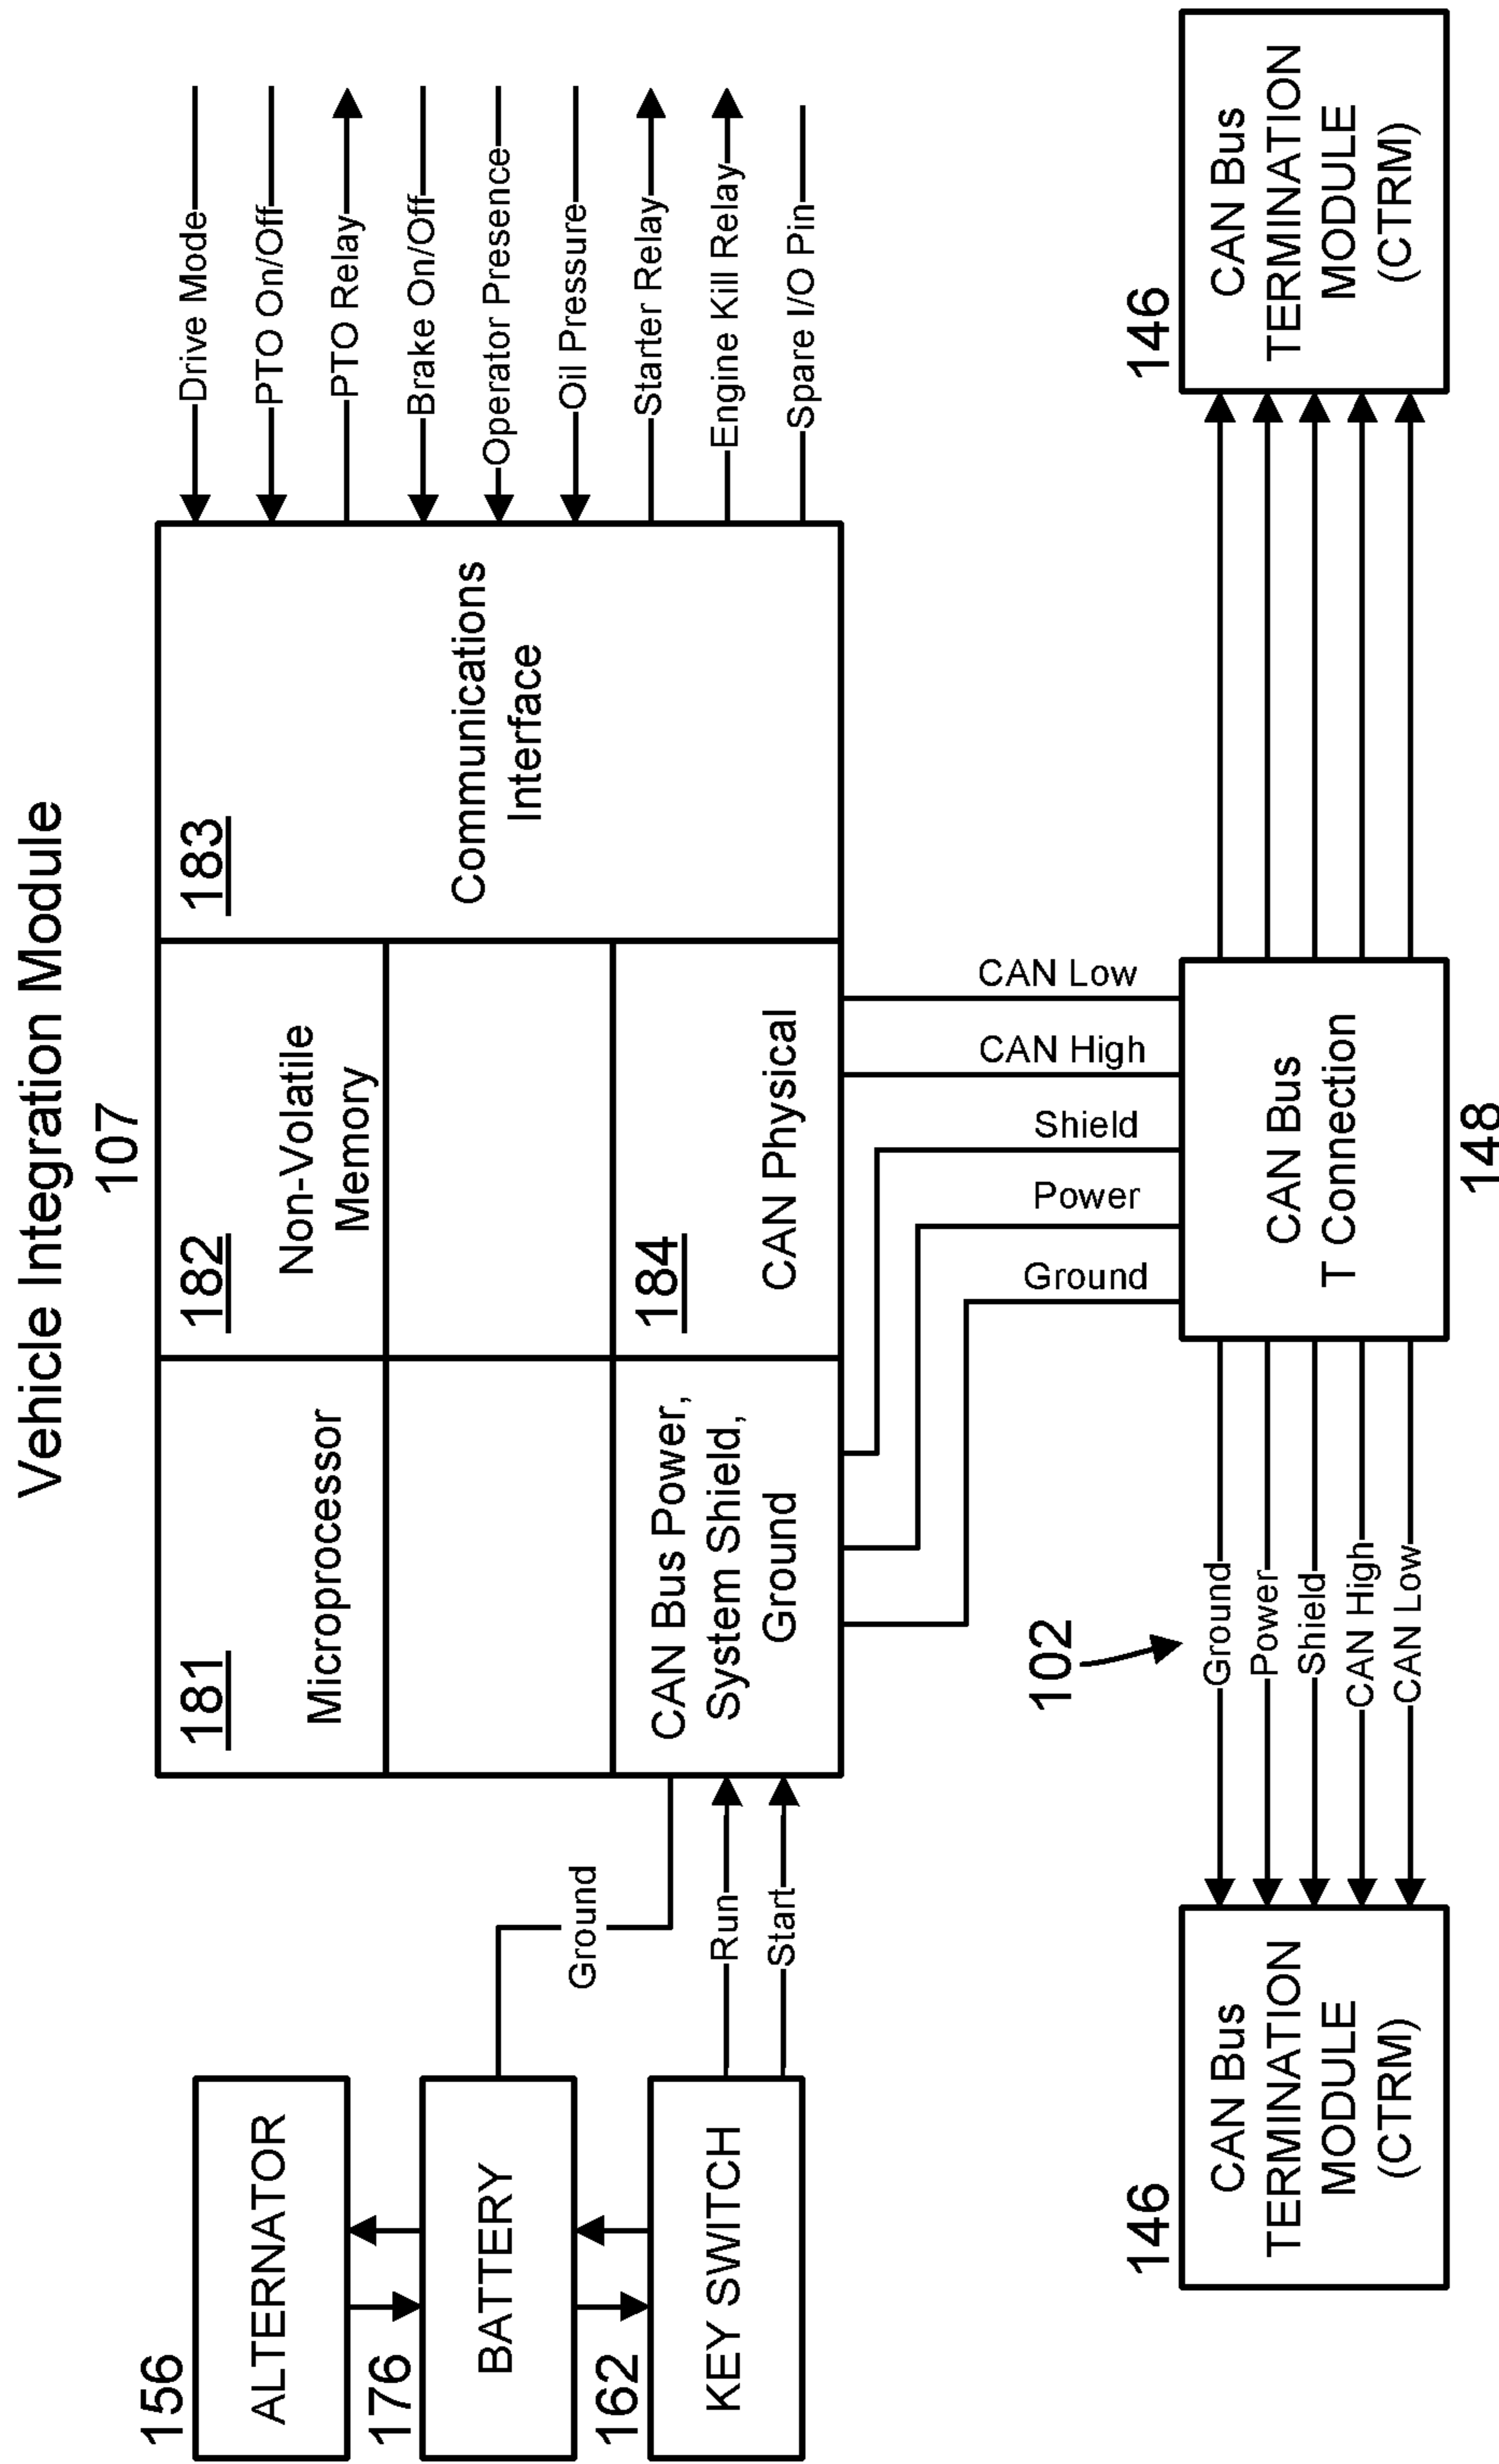 Vehicle Integration Module
107
156
ALTERNATOR
176
BATTERY
162
KEY SWITCH
Ground
Run
Start
181
Microprocessor
182
Non-Volatile
Memory
183
Communications
Interface
CAN Bus Power,
System Shield,
Ground
184
CAN Physical
Drive Mode
PTO On/Off
PTO Relay
Brake On/Off
Operator Presence
Oil Pressure
Starter Relay
Engine Kill Relay
Spare I/O Pin
Ground
Power
Shield
CAN High
CAN Low
102
146
CAN Bus
TERMINATION
MODULE
(CTRM)
Ground
Power
Shield
CAN High
CAN Low
CAN Bus
T Connection
148
146
CAN Bus
TERMINATION
MODULE
(CTRM)